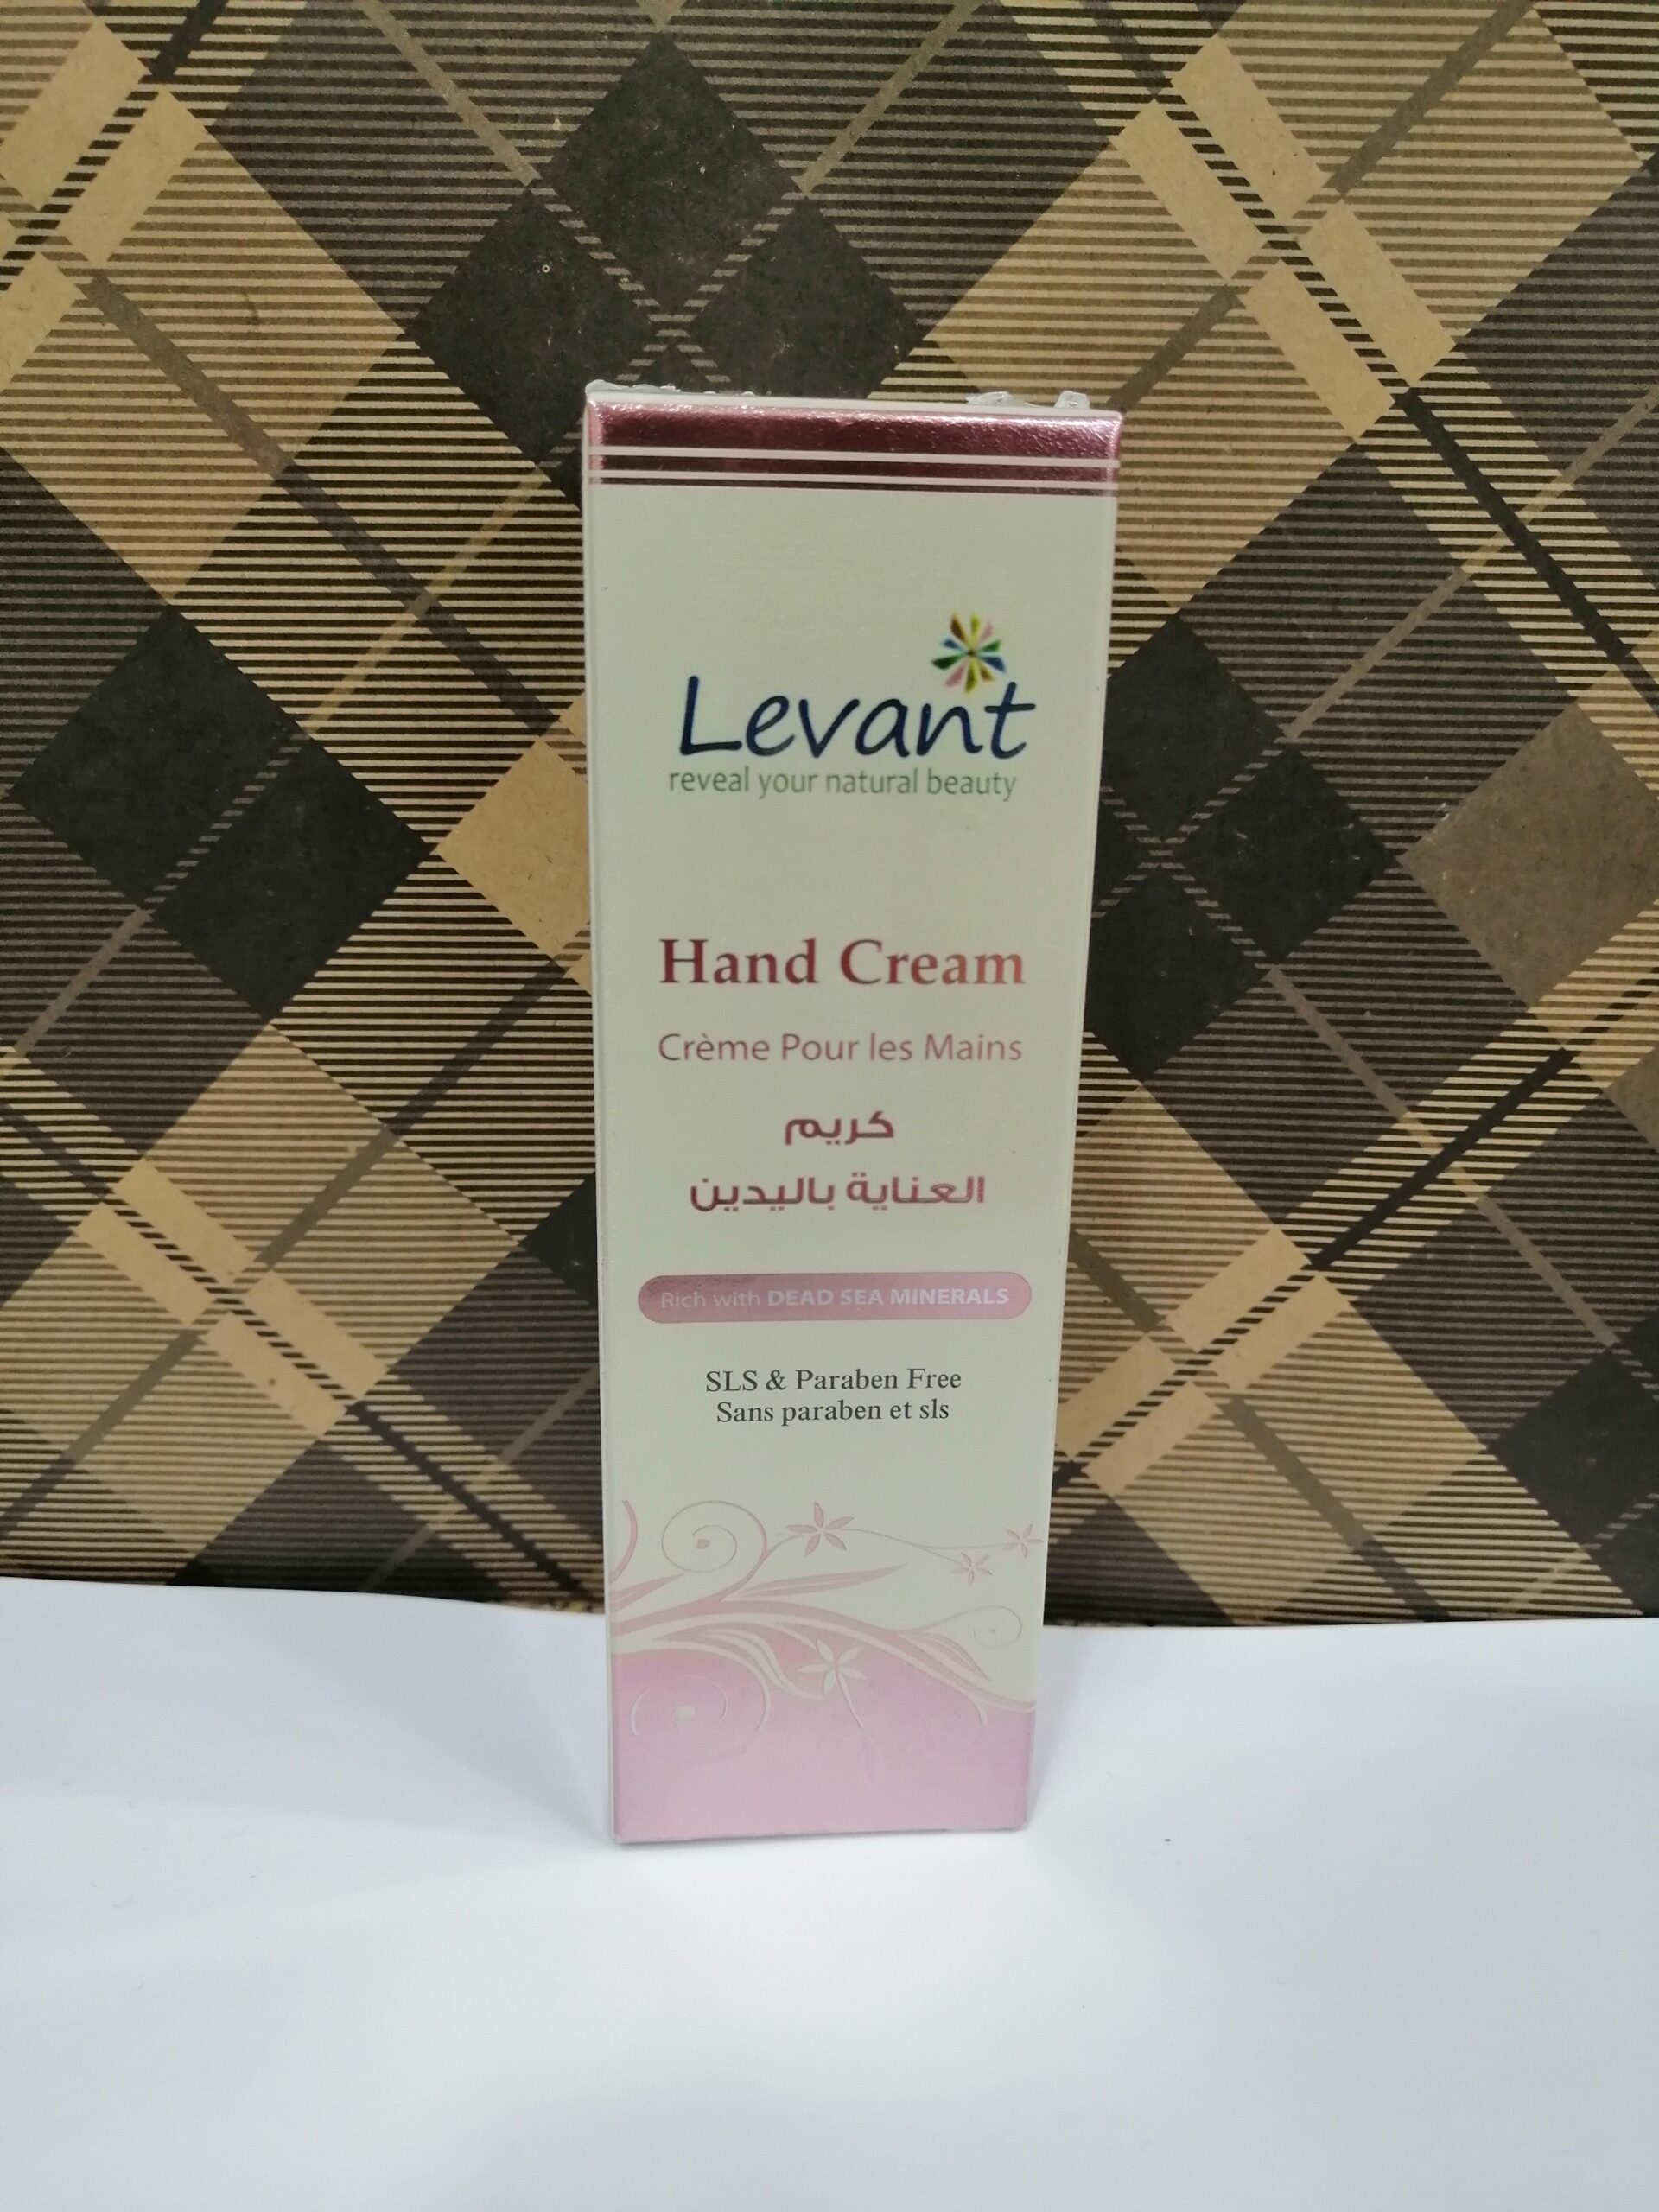 Levant
reveal your natural beauty
Hand Cream
Crème Pour les Mains
كريم
العناية باليدين
Rich with DEAD SEA MINERALS
SLS & Paraben Free
Sans paraben et sls